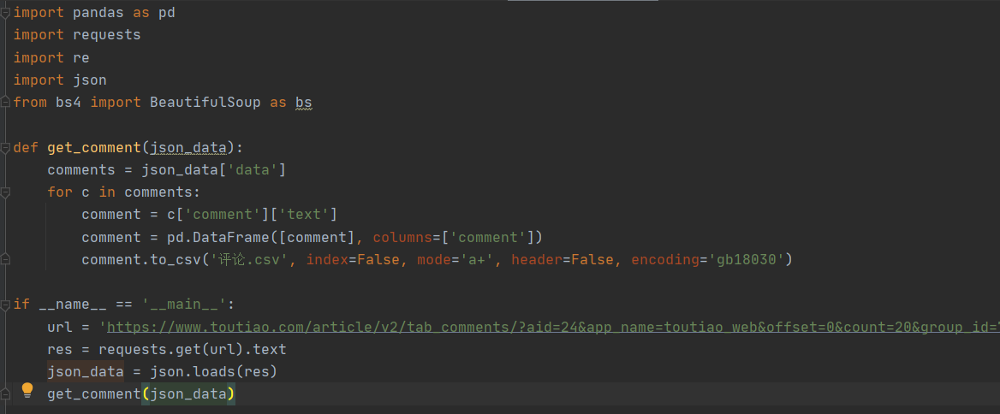 import pandas as pd
import requests
import re
import json
from bs4 import BeautifulSoup as bs
def get_comment(json_data):
    comments = json_data['data']
    for c in comments:
        comment = c['comment']['text']
        comment = pd.DataFrame([comment], columns=['comment'])
        comment.to_csv('评论.csv', index=False, mode='a+', header=False, encoding='gb18030')
if __name__ == '__main__':
    url = 'https://www.toutiao.com/article/v2/tab_comments/?aid=24&app_name=toutiao_web&offset=0&count=20&group_id=
    res = requests.get(url).text
    json_data = json.loads(res)
    get_comment(json_data)